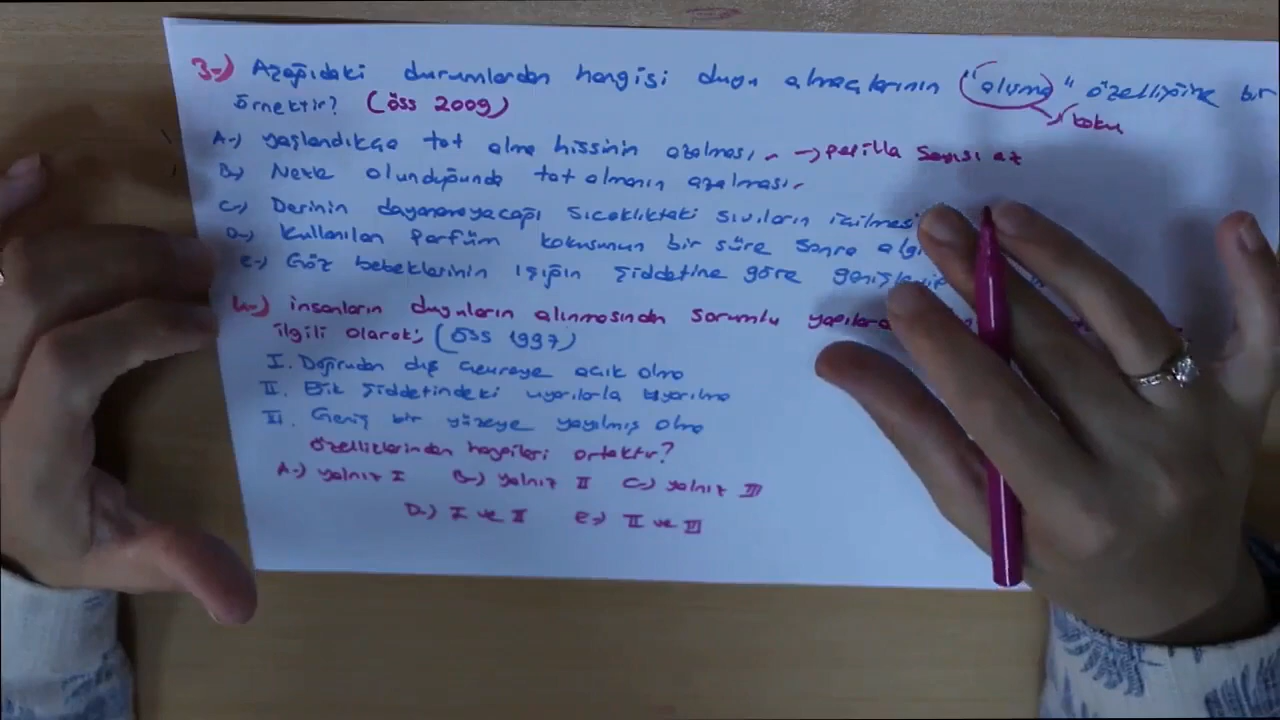 3-) Aşağıdaki durumlardan hangisi duyu almaçlarının "alışma" özelliğine bir
örnektir? (ÖSS 2009)
koku
A-) yaşlandıkça tat alma hissinin azalması. → papilla sayısı az
B-) Nezle olunduğunda tat almanın azalması.
C-) Derinin dayanamayacağı sıcaklıktaki sıvıların içilmesi
D-) Kullanılan parfüm kokusunun bir süre sonra
E-) Göz bebeklerinin ışığın şiddetine göre
4-) insanların duyuların alınmasından sorumlu
ilgili olarak; (ÖSS 1997)
I. Doğrudan dış çevreye açık olma
II. Eşik şiddetindeki uyarılarla uyarılma
III. Geniş bir yüzeye yayılmış olma
özelliklerinden hangileri ortaktır?
A-) yalnız I B-) yalnız II C-) yalnız III
D-) I ve II E-) II ve III